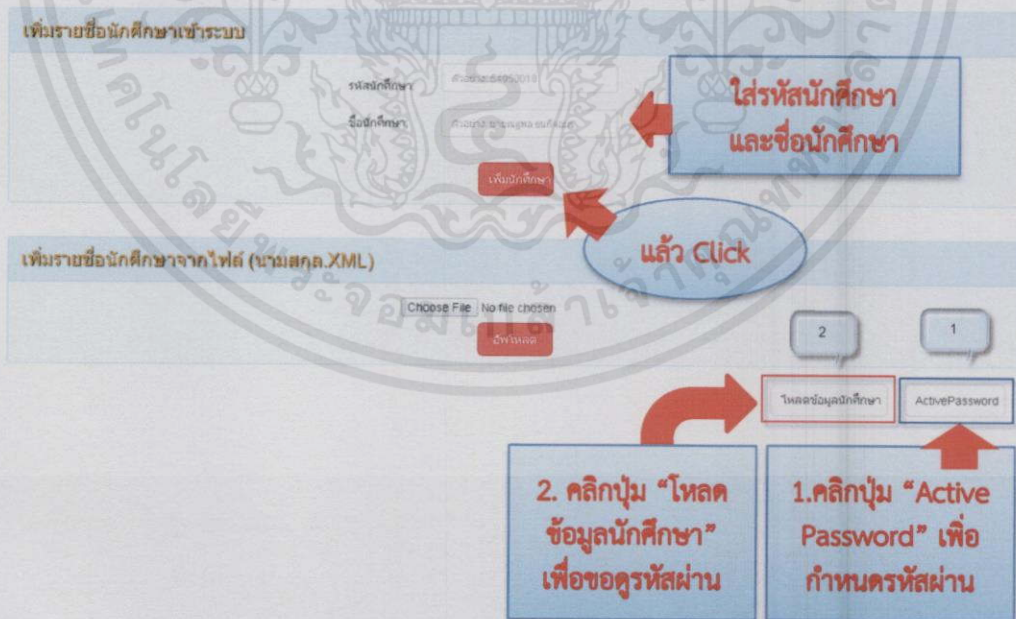 เพิ่มรายชื่อนักศึกษาเข้าระบบ
รหัสนักศึกษา:
ใส่รหัสนักศึกษา
และชื่อนักศึกษา
ชื่อนักศึกษา:
เพิ่มนักศึกษา
แล้ว Click
เพิ่มรายชื่อนักศึกษาจากไฟล์ (นามสกุล.XML)
Choose File No file chosen
อัพโหลด
2
1
โหลดข้อมูลนักศึกษา
ActivePassword
2. คลิกปุ่ม “โหลด
ข้อมูลนักศึกษา”
เพื่อขอดูรหัสผ่าน
1.คลิกปุ่ม “Active
Password” เพื่อ
กำหนดรหัสผ่าน